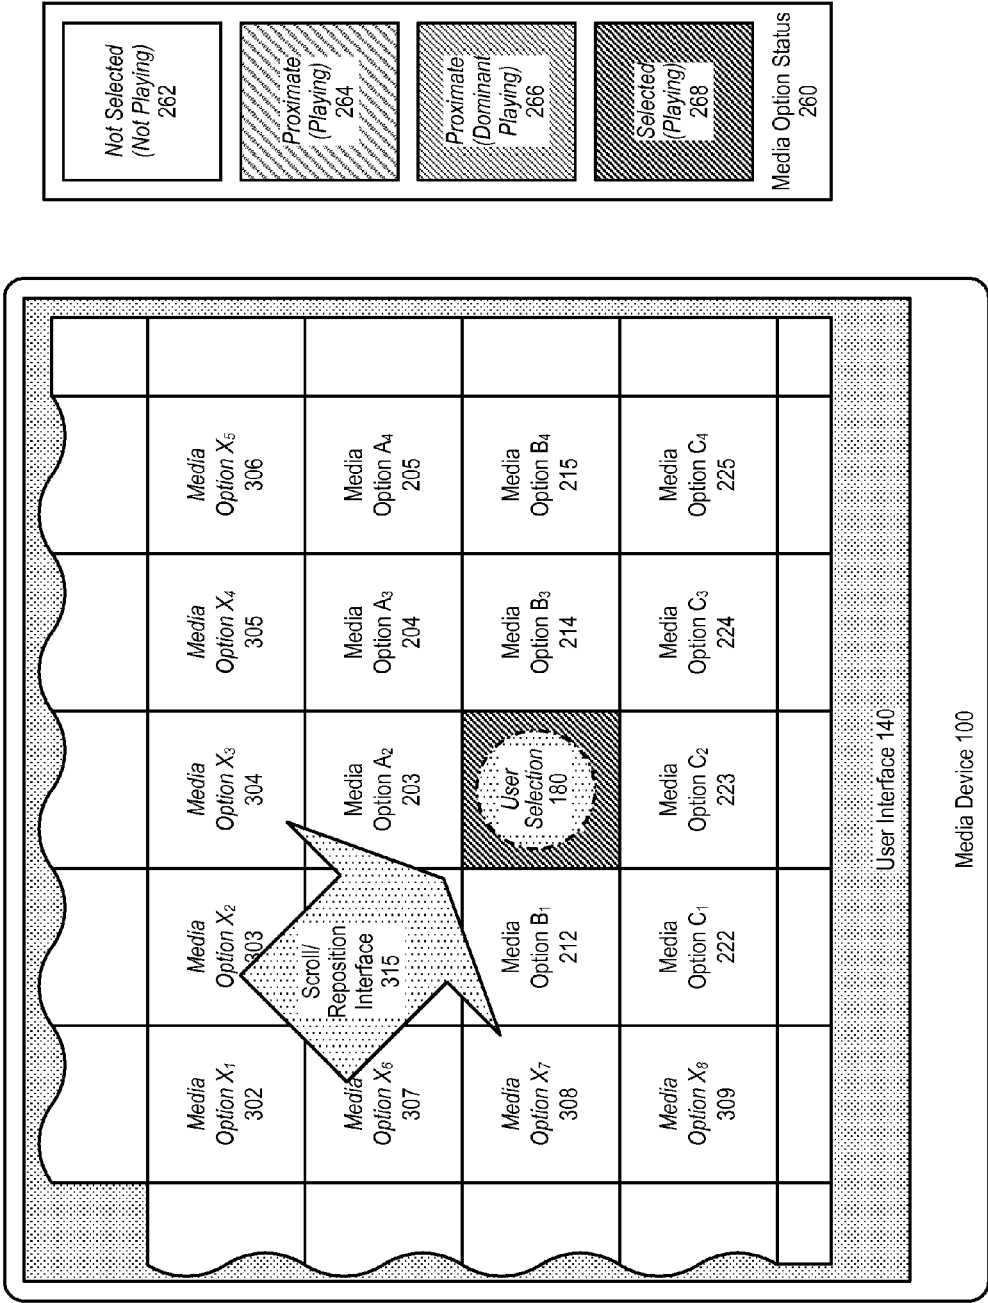 Media
Option X1
302
Media
Option X2
303
Media
Option X3
304
Media
Option X4
305
Media
Option X5
306
Media
Option X6
307
Scroll/
Reposition
Interface
315
Media
Option A2
203
Media
Option A3
204
Media
Option A4
205
Media
Option X7
308
Media
Option B1
212
User
Selection
180
Media
Option B3
214
Media
Option B4
215
Media
Option X8
309
Media
Option C1
222
Media
Option C2
223
Media
Option C3
224
Media
Option C4
225
User Interface 140
Media Device 100
Not Selected
(Not Playing)
262
Proximate
(Playing)
264
Proximate
(Dominant
Playing)
266
Selected
(Playing)
268
Media Option Status
260